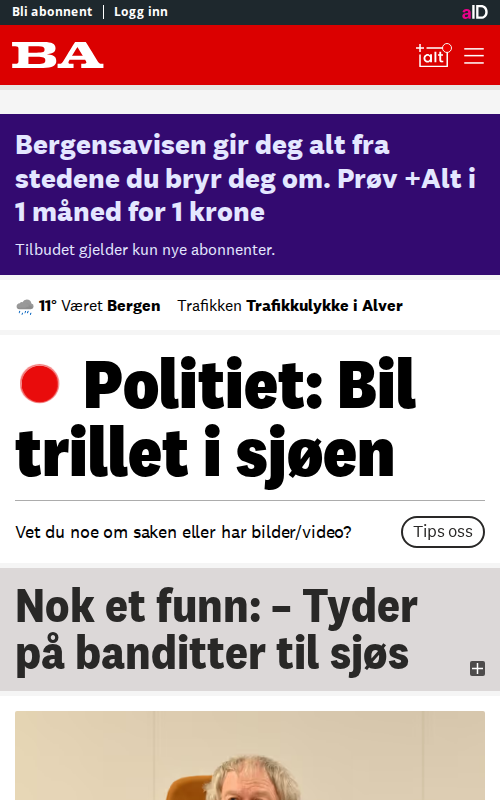 Bli abonnent | Logg inn
aID
BA
+alt
Bergensavisen gir deg alt fra
stedene du bryr deg om. Prøv +Alt i
1 måned for 1 krone
Tilbudet gjelder kun nye abonnenter.
11° Været Bergen Trafikken Trafikkulykke i Alver
Politiet: Bil
trillet i sjøen
Vet du noe om saken eller har bilder/video? Tips oss
Nok et funn: – Tyder
på banditter til sjøs